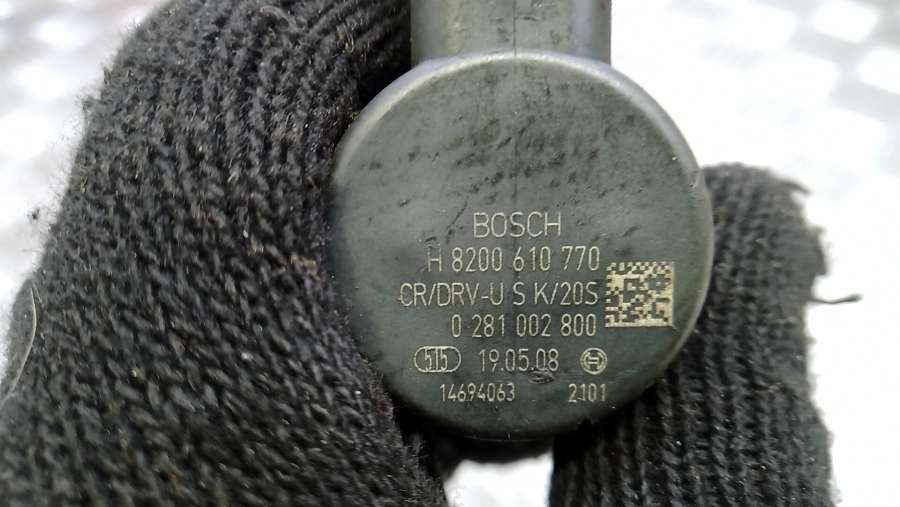 BOSCH
H 8200 610 770
CR/DRV-U S K/20S
0 281 002 800
515 19.05.08
14694063 2101